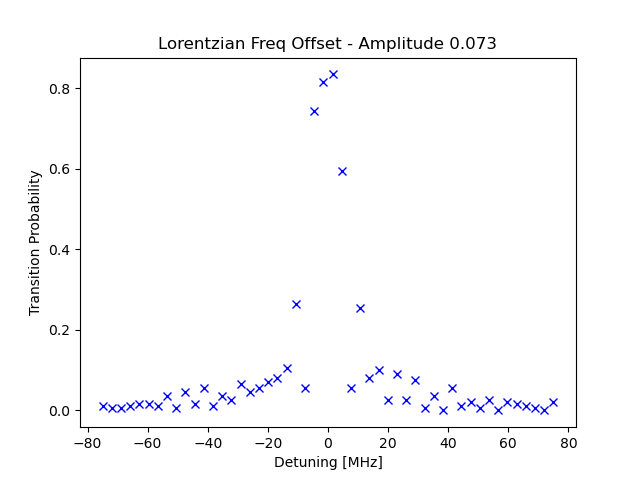 Lorentzian Freq Offset - Amplitude 0.073
Transition Probability
0.8
0.6
0.4
0.2
0.0
−80 −60 −40 −20 0 20 40 60 80
Detuning [MHz]